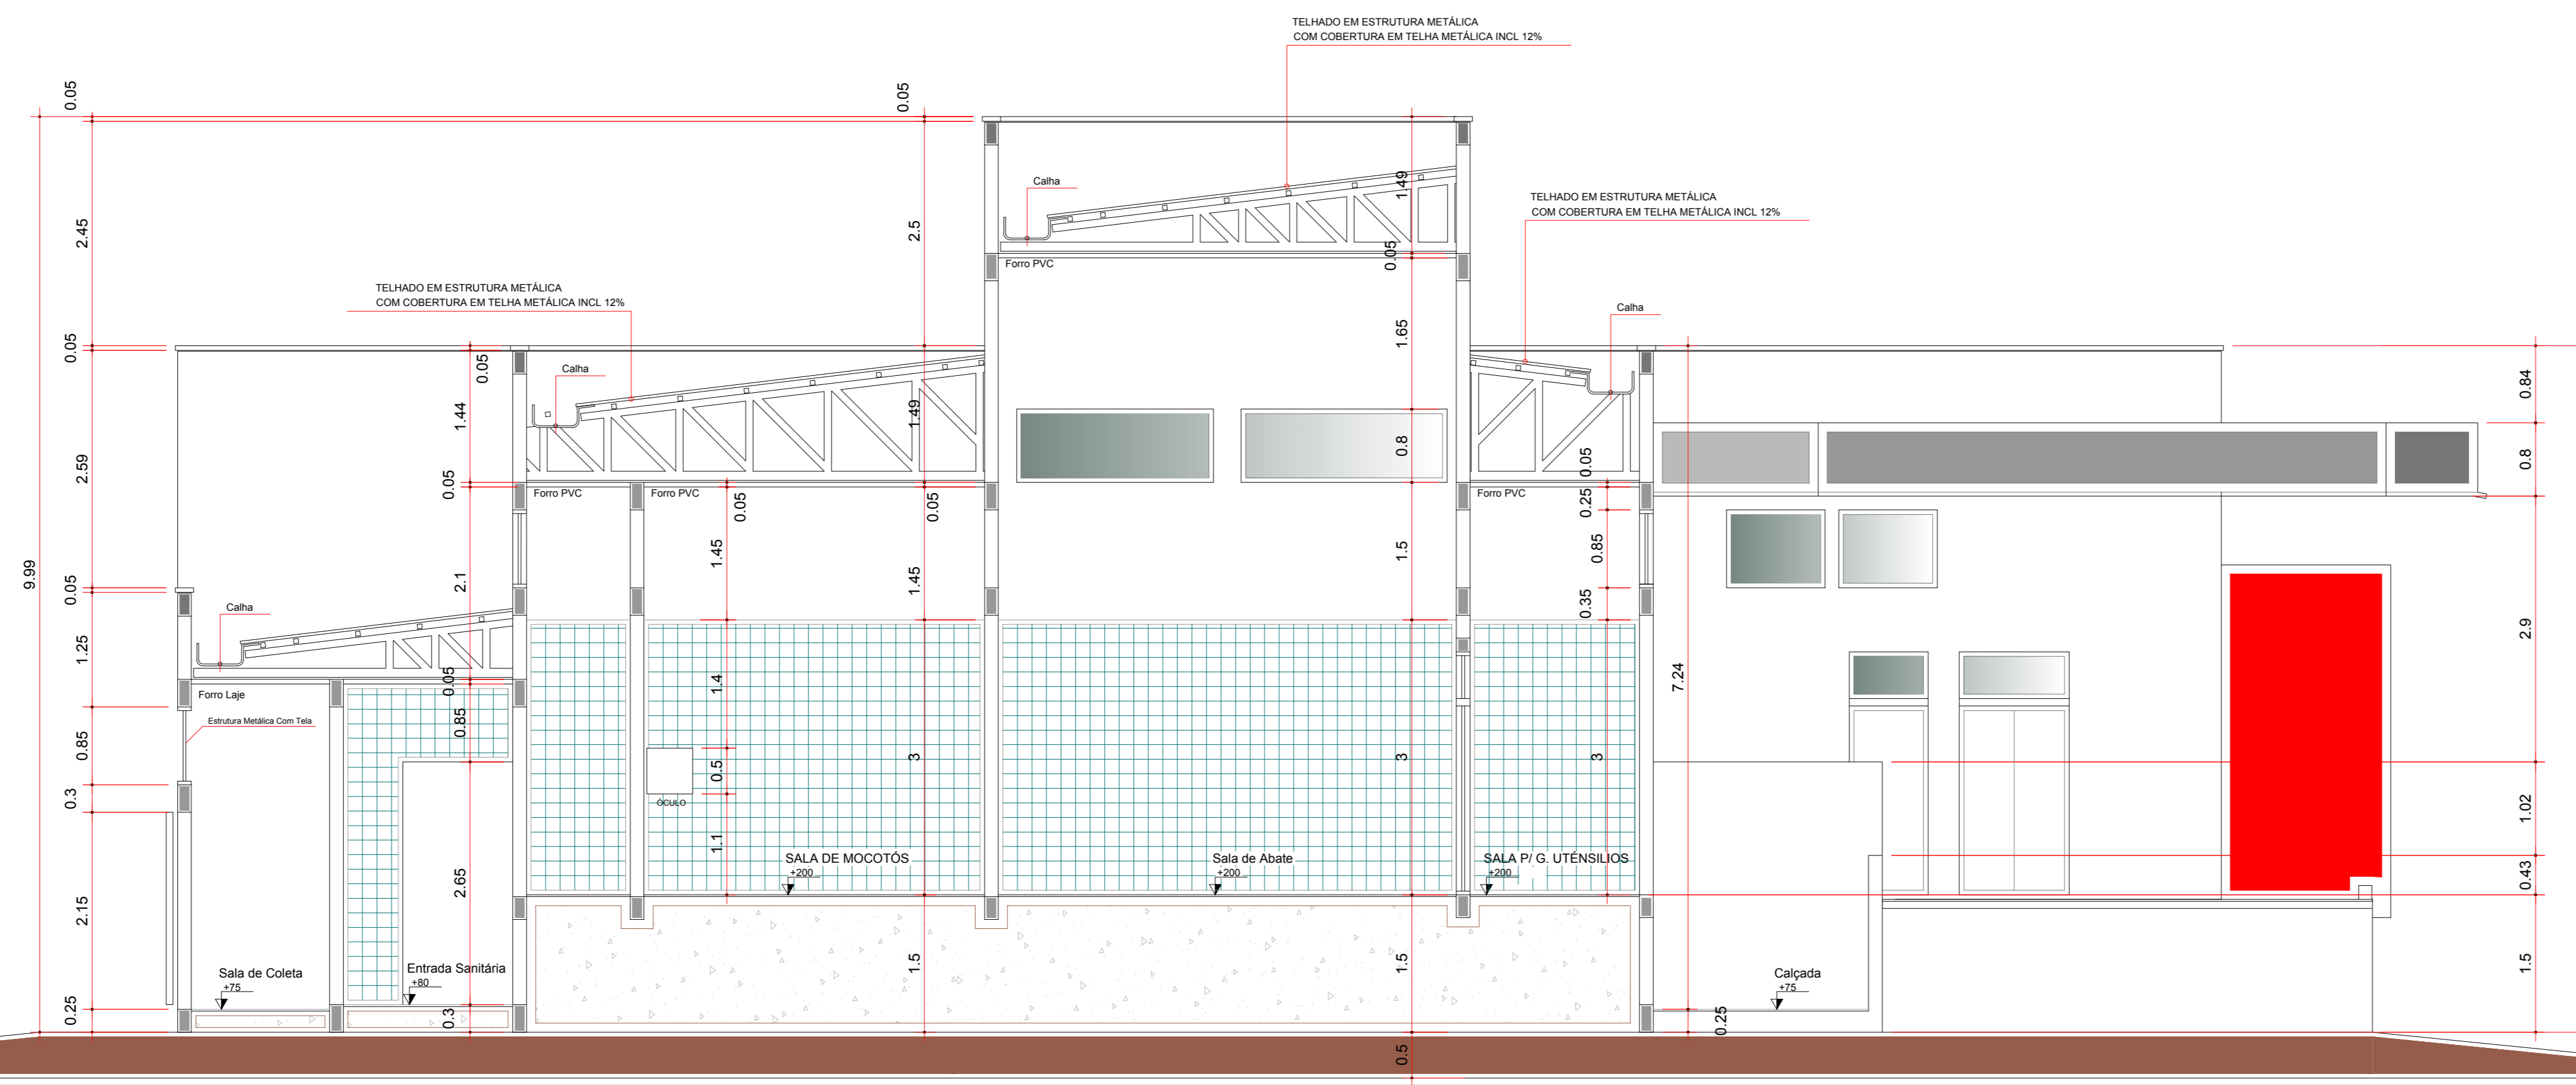 TELHADO EM ESTRUTURA METÁLICA
COM COBERTURA EM TELHA METÁLICA INCL 12%
0.05
0.05
Calha
1.49
TELHADO EM ESTRUTURA METÁLICA
COM COBERTURA EM TELHA METÁLICA INCL 12%
2.45
2.5
0.05
Forro PVC
TELHADO EM ESTRUTURA METÁLICA
COM COBERTURA EM TELHA METÁLICA INCL 12%
Calha
1.65
0.05
0.05
Calha
0.84
1.44
1.49
2.59
0.8
0.05
0.8
0.05
Forro PVC
Forro PVC
0.05
0.05
Forro PVC
0.25
1.45
1.45
1.5
0.85
9.99
0.05
2.1
Calha
0.35
2.9
1.25
0.05
1.4
7.24
Forro Laje
Estrutura Metálica Com Tela
0.85
0.85
0.5
3
3
3
0.3
ÓCULO
1.02
1.1
SALA DE MOCOTÓS
+200
Sala de Abate
+200
SALA P/ G. UTÉNSILIOS
+200
2.65
0.43
2.15
1.5
1.5
1.5
Sala de Coleta
+75
Entrada Sanitária
+80
Calçada
+75
0.25
0.3
0.25
0.5